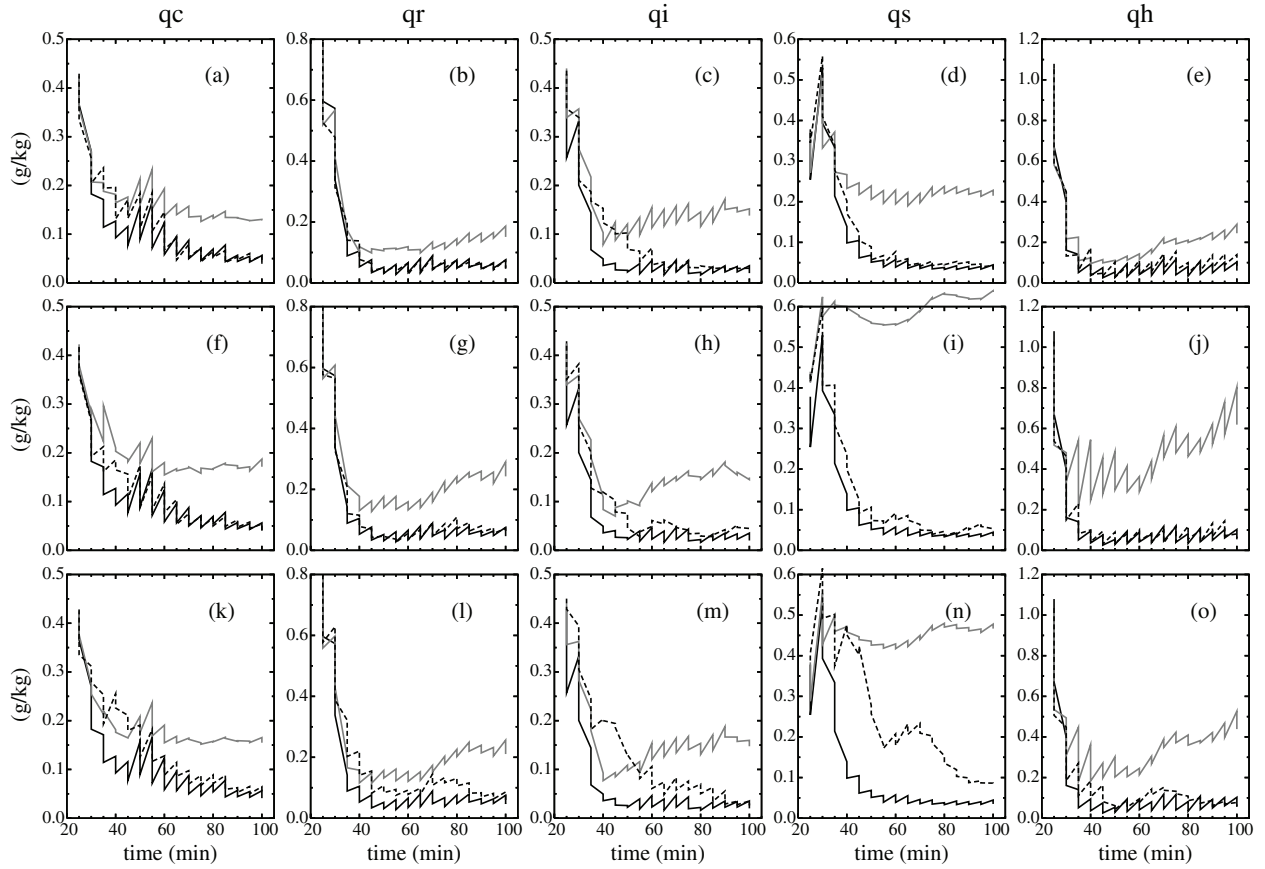 qc qr qi qs qh
0.5 0.8 0.5 0.6 1.2
(a) (b) (c) (d) (e)
0.4 0.6 0.4 0.5 1.0
0.3 0.4 0.3 0.4 0.8
0.2 0.2 0.2 0.3 0.6
0.1 0.0 0.1 0.2 0.4
0.0 0.0 0.1 0.2
0.0 0.0
(g/kg)
0.5 0.8 0.5 0.6 1.2
(f) (g) (h) (i) (j)
0.4 0.6 0.4 0.5 1.0
0.3 0.4 0.3 0.4 0.8
0.2 0.2 0.2 0.3 0.6
0.1 0.0 0.1 0.2 0.4
0.0 0.0 0.1 0.2
0.0 0.0
(g/kg)
0.5 0.8 0.5 0.6 1.2
(k) (l) (m) (n) (o)
0.4 0.6 0.4 0.5 1.0
0.3 0.4 0.3 0.4 0.8
0.2 0.2 0.2 0.3 0.6
0.1 0.0 0.1 0.2 0.4
0.0 0.0 0.1 0.2
0.0 0.0
(g/kg)
20 40 60 80 100 20 40 60 80 100 20 40 60 80 100 20 40 60 80 100 20 40 60 80 100
time (min) time (min) time (min) time (min) time (min)